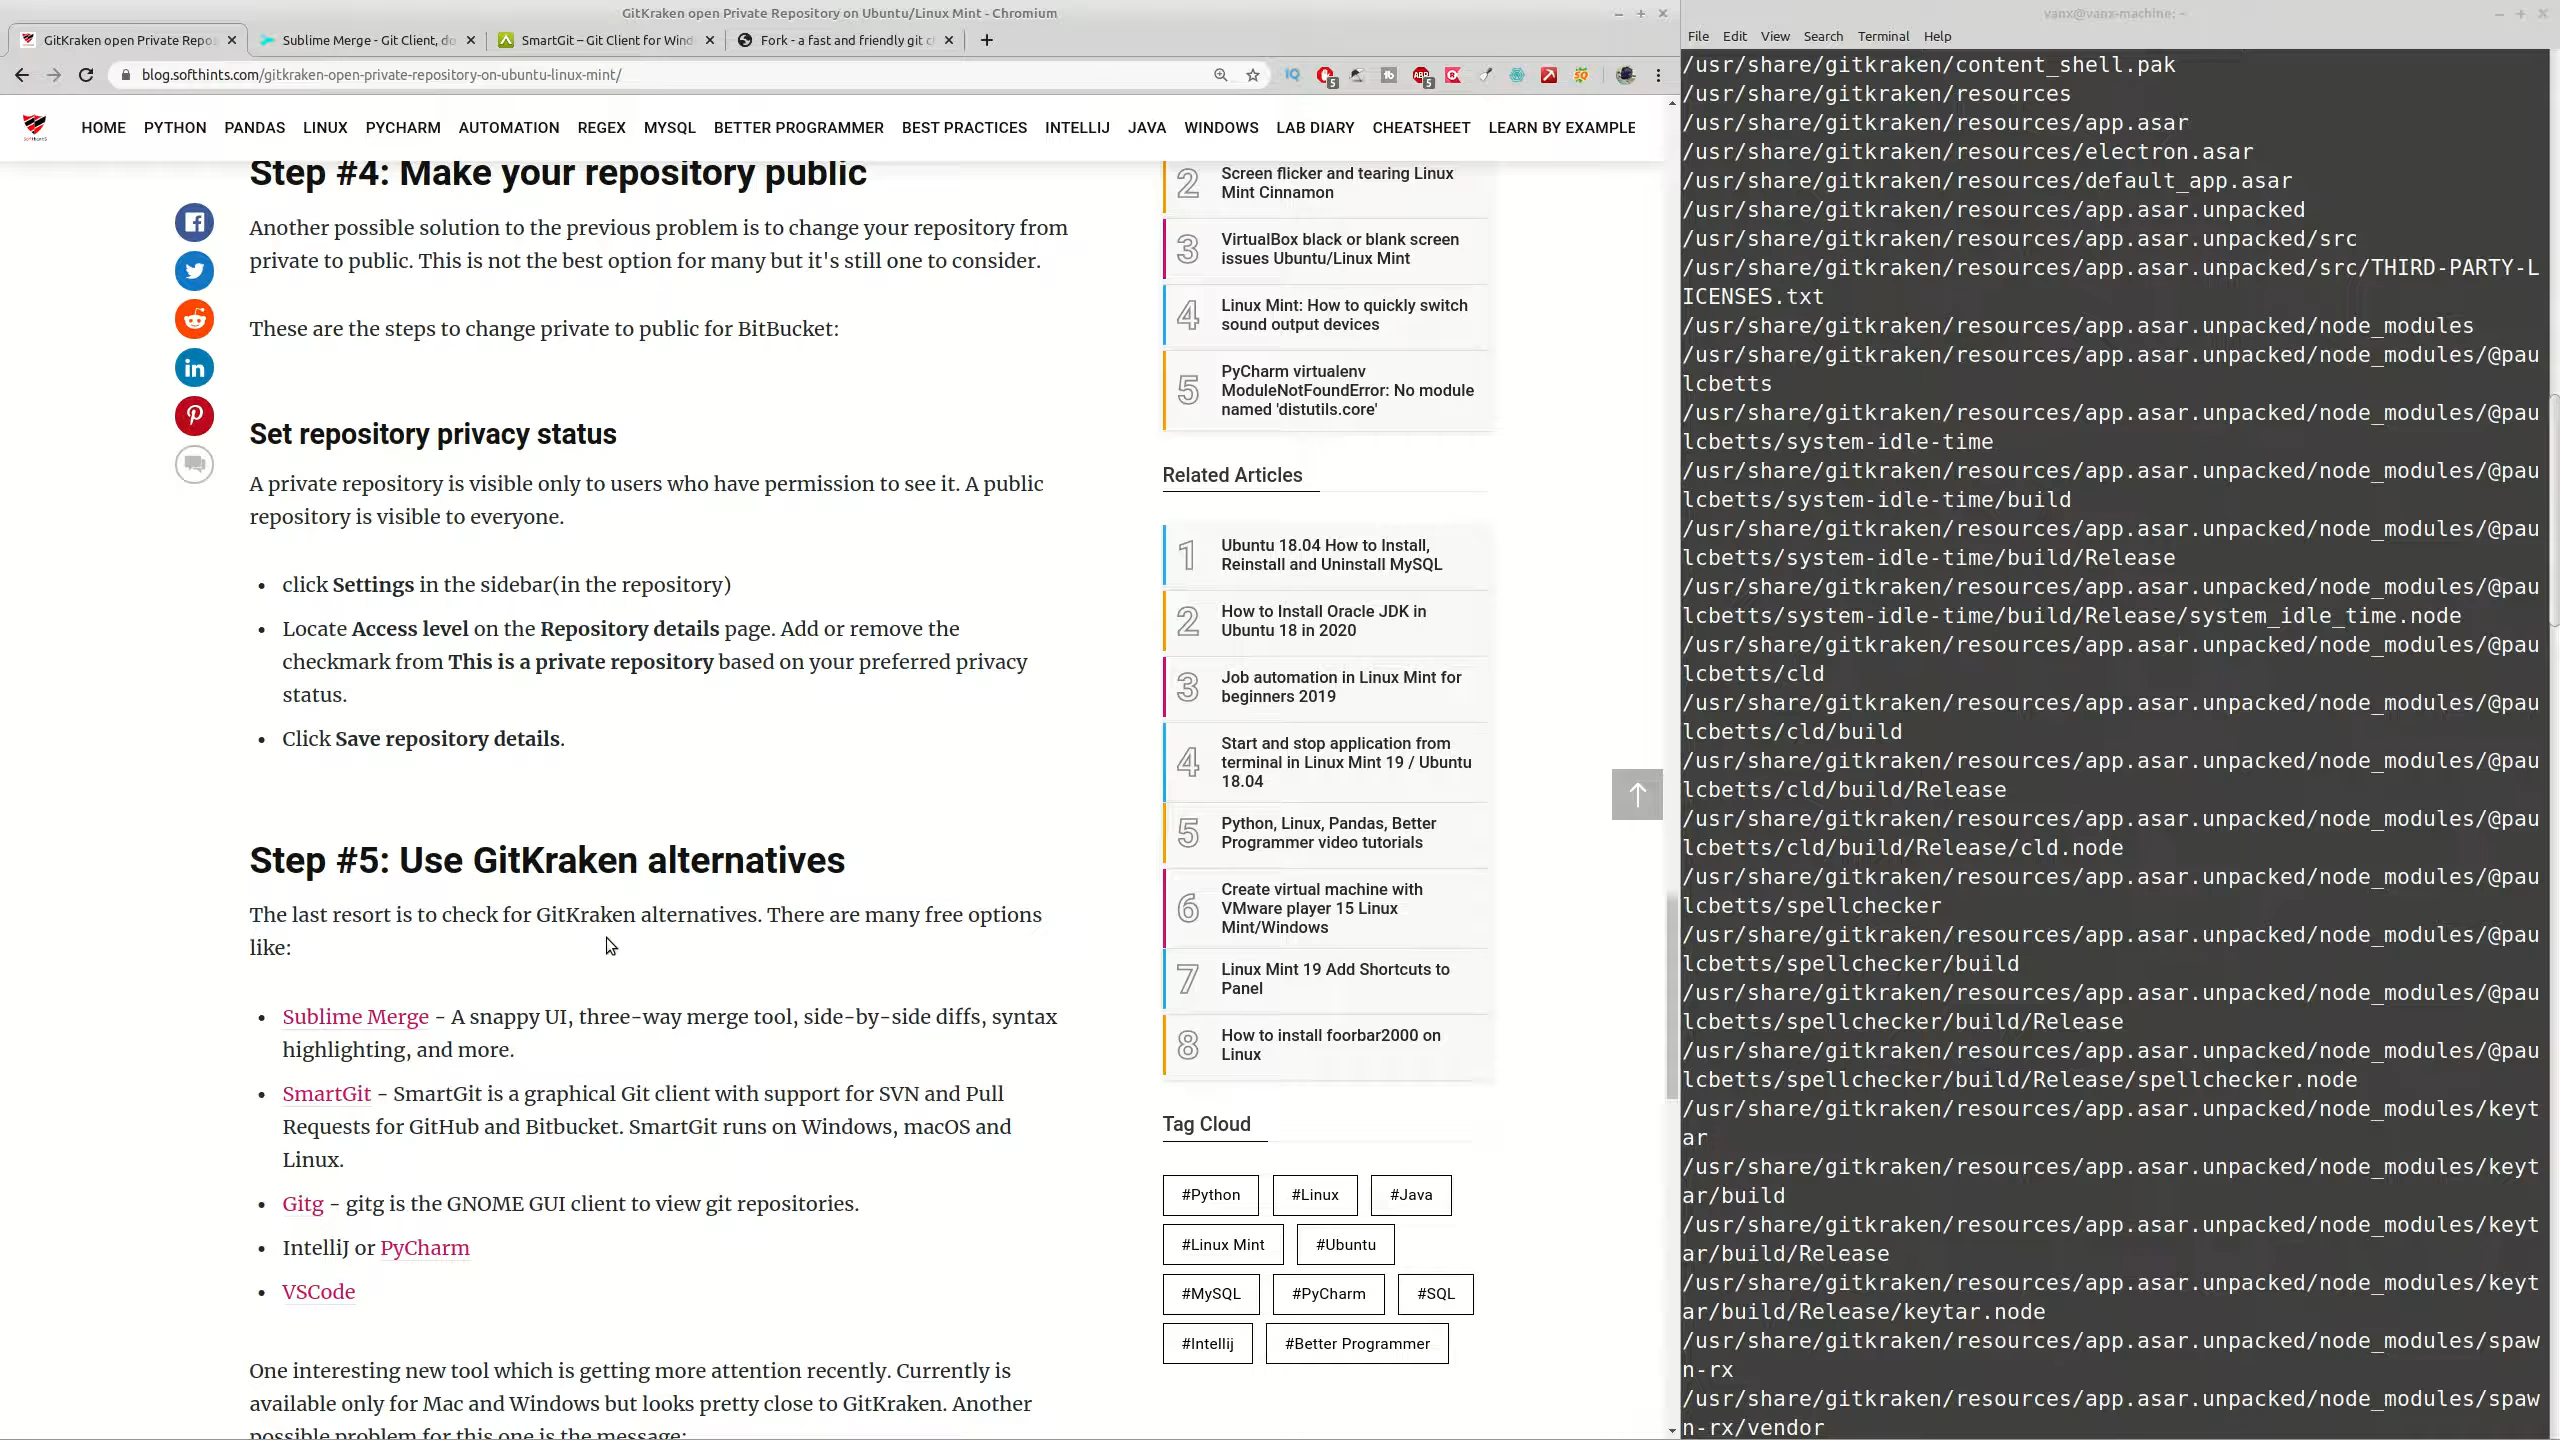 GitKraken open Private Repository on Ubuntu/Linux Mint - Chromium
GitKraken open Private Repo
Sublime Merge - Git Client, do
SmartGit – Git Client for Wind
Fork - a fast and friendly git c
blog.softhints.com/gitkraken-open-private-repository-on-ubuntu-linux-mint/
HOME PYTHON PANDAS LINUX PYCHARM AUTOMATION REGEX MYSQL BETTER PROGRAMMER BEST PRACTICES INTELLIJ JAVA WINDOWS LAB DIARY CHEATSHEET LEARN BY EXAMPLE
Step #4: Make your repository public
Another possible solution to the previous problem is to change your repository from
private to public. This is not the best option for many but it's still one to consider.
These are the steps to change private to public for BitBucket:
Set repository privacy status
A private repository is visible only to users who have permission to see it. A public
repository is visible to everyone.
• click Settings in the sidebar(in the repository)
• Locate Access level on the Repository details page. Add or remove the
checkmark from This is a private repository based on your preferred privacy
status.
• Click Save repository details.
Step #5: Use GitKraken alternatives
The last resort is to check for GitKraken alternatives. There are many free options
like:
• Sublime Merge - A snappy UI, three-way merge tool, side-by-side diffs, syntax
highlighting, and more.
• SmartGit - SmartGit is a graphical Git client with support for SVN and Pull
Requests for GitHub and Bitbucket. SmartGit runs on Windows, macOS and
Linux.
• Gitg - gitg is the GNOME GUI client to view git repositories.
• IntelliJ or PyCharm
• VSCode
One interesting new tool which is getting more attention recently. Currently is
available only for Mac and Windows but looks pretty close to GitKraken. Another
possible problem for this one is the message:
2 Screen flicker and tearing Linux
Mint Cinnamon
3 VirtualBox black or blank screen
issues Ubuntu/Linux Mint
4 Linux Mint: How to quickly switch
sound output devices
5 PyCharm virtualenv
ModuleNotFoundError: No module
named 'distutils.core'
Related Articles
1 Ubuntu 18.04 How to Install,
Reinstall and Uninstall MySQL
2 How to Install Oracle JDK in
Ubuntu 18 in 2020
3 Job automation in Linux Mint for
beginners 2019
4 Start and stop application from
terminal in Linux Mint 19 / Ubuntu
18.04
5 Python, Linux, Pandas, Better
Programmer video tutorials
6 Create virtual machine with
VMware player 15 Linux
Mint/Windows
7 Linux Mint 19 Add Shortcuts to
Panel
8 How to install foorbar2000 on
Linux
Tag Cloud
#Python #Linux #Java
#Linux Mint #Ubuntu
#MySQL #PyCharm #SQL
#Intellij #Better Programmer
vanx@vanx-machine: ~
File Edit View Search Terminal Help
/usr/share/gitkraken/content_shell.pak
/usr/share/gitkraken/resources
/usr/share/gitkraken/resources/app.asar
/usr/share/gitkraken/resources/electron.asar
/usr/share/gitkraken/resources/default_app.asar
/usr/share/gitkraken/resources/app.asar.unpacked
/usr/share/gitkraken/resources/app.asar.unpacked/src
/usr/share/gitkraken/resources/app.asar.unpacked/src/THIRD-PARTY-L
ICENSES.txt
/usr/share/gitkraken/resources/app.asar.unpacked/node_modules
/usr/share/gitkraken/resources/app.asar.unpacked/node_modules/@pau
lcbetts
/usr/share/gitkraken/resources/app.asar.unpacked/node_modules/@pau
lcbetts/system-idle-time
/usr/share/gitkraken/resources/app.asar.unpacked/node_modules/@pau
lcbetts/system-idle-time/build
/usr/share/gitkraken/resources/app.asar.unpacked/node_modules/@pau
lcbetts/system-idle-time/build/Release
/usr/share/gitkraken/resources/app.asar.unpacked/node_modules/@pau
lcbetts/system-idle-time/build/Release/system_idle_time.node
/usr/share/gitkraken/resources/app.asar.unpacked/node_modules/@pau
lcbetts/cld
/usr/share/gitkraken/resources/app.asar.unpacked/node_modules/@pau
lcbetts/cld/build
/usr/share/gitkraken/resources/app.asar.unpacked/node_modules/@pau
lcbetts/cld/build/Release
/usr/share/gitkraken/resources/app.asar.unpacked/node_modules/@pau
lcbetts/cld/build/Release/cld.node
/usr/share/gitkraken/resources/app.asar.unpacked/node_modules/@pau
lcbetts/spellchecker
/usr/share/gitkraken/resources/app.asar.unpacked/node_modules/@pau
lcbetts/spellchecker/build
/usr/share/gitkraken/resources/app.asar.unpacked/node_modules/@pau
lcbetts/spellchecker/build/Release
/usr/share/gitkraken/resources/app.asar.unpacked/node_modules/@pau
lcbetts/spellchecker/build/Release/spellchecker.node
/usr/share/gitkraken/resources/app.asar.unpacked/node_modules/keyt
ar
/usr/share/gitkraken/resources/app.asar.unpacked/node_modules/keyt
ar/build
/usr/share/gitkraken/resources/app.asar.unpacked/node_modules/keyt
ar/build/Release
/usr/share/gitkraken/resources/app.asar.unpacked/node_modules/keyt
ar/build/Release/keytar.node
/usr/share/gitkraken/resources/app.asar.unpacked/node_modules/spaw
n-rx
/usr/share/gitkraken/resources/app.asar.unpacked/node_modules/spaw
n-rx/vendor